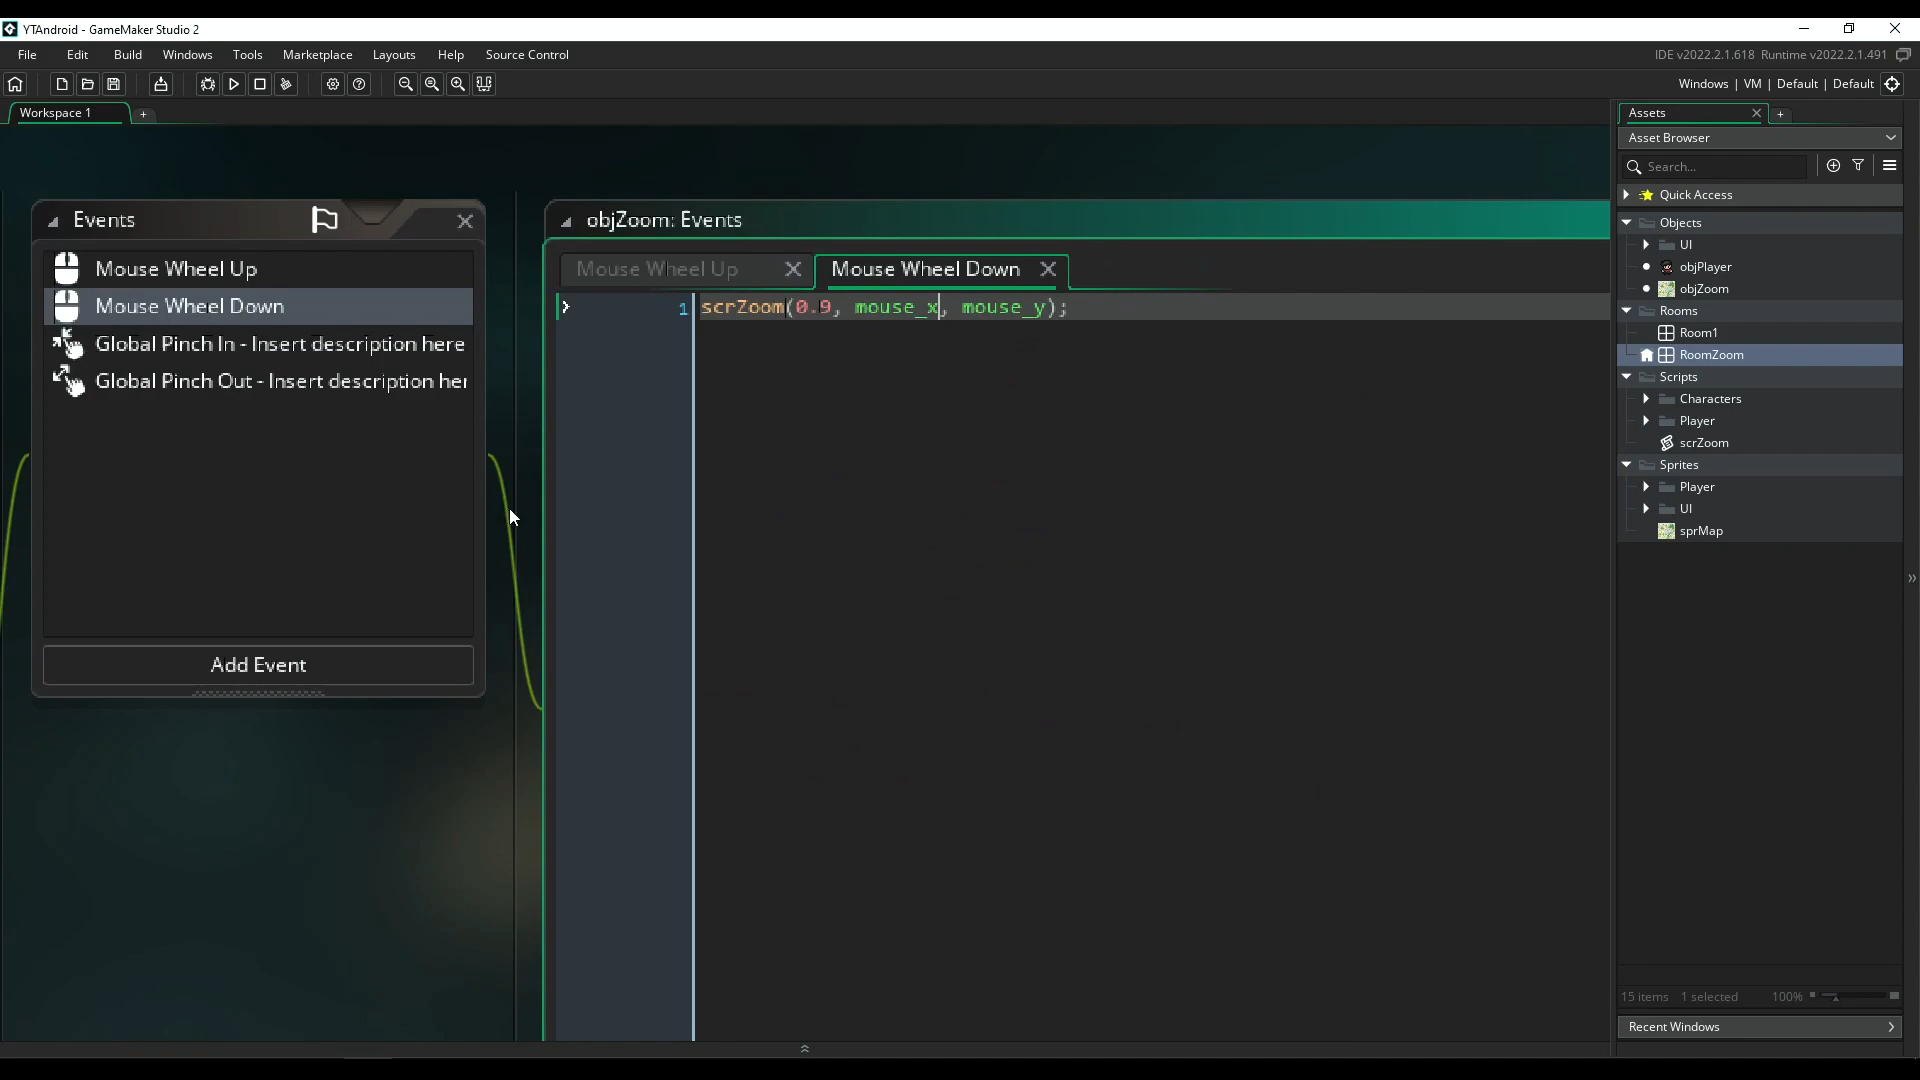 YTAndroid - GameMaker Studio 2
File Edit Build Windows Tools Marketplace Layouts Help Source Control
IDE v2022.2.1.618 Runtime v2022.2.1.491
Windows | VM | Default | Default
Workspace 1
Events
Mouse Wheel Up
Mouse Wheel Down
Global Pinch In - Insert description here
Global Pinch Out - Insert description her
Add Event
objZoom: Events
Mouse Wheel Up
Mouse Wheel Down
1 scrZoom(0.9, mouse_x, mouse_y);
Assets
Asset Browser
Search...
Quick Access
Objects
UI
objPlayer
objZoom
Rooms
Room1
RoomZoom
Scripts
Characters
Player
scrZoom
Sprites
Player
UI
sprMap
15 items 1 selected 100%
Recent Windows